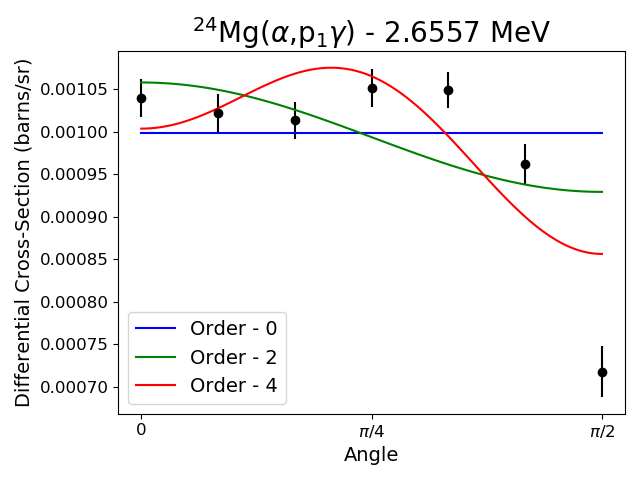 ²⁴Mg(α,p₁γ) - 2.6557 MeV
Differential Cross-Section (barns/sr)
0.00105
0.00100
0.00095
0.00090
0.00085
0.00080
0.00075
0.00070
Order - 0
Order - 2
Order - 4
0
π/4
π/2
Angle